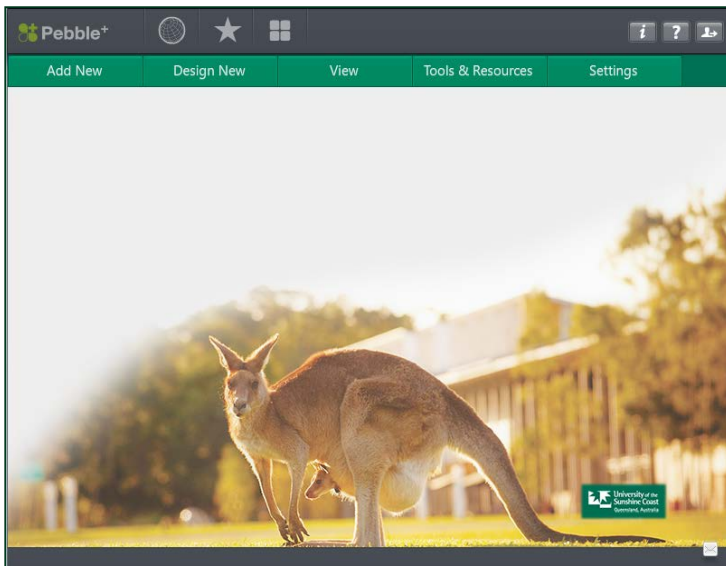 Pebble+
i ?
Add New Design New View Tools & Resources Settings
University of the
Sunshine Coast
Queensland, Australia